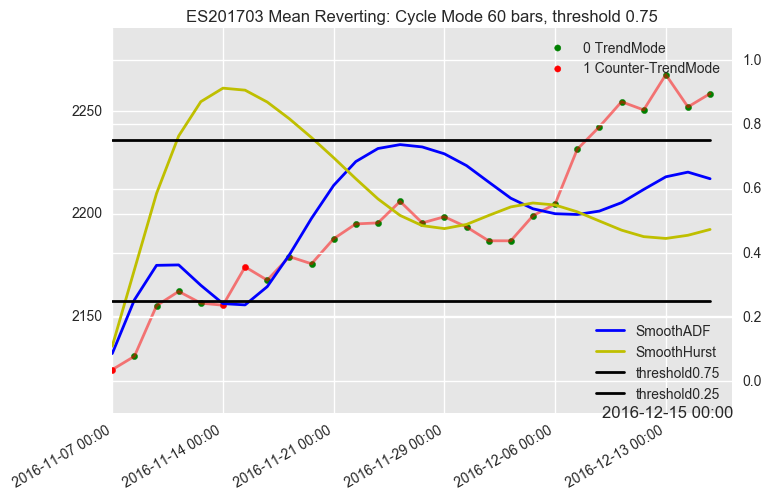 ES201703 Mean Reverting: Cycle Mode 60 bars, threshold 0.75
0 TrendMode
1 Counter-TrendMode
2250
2200
2150
1.0
0.8
0.6
0.4
0.2
0.0
SmoothADF
SmoothHurst
threshold0.75
threshold0.25
2016-12-15 00:00
2016-11-07 00:00
2016-11-14 00:00
2016-11-21 00:00
2016-11-29 00:00
2016-12-06 00:00
2016-12-13 00:00